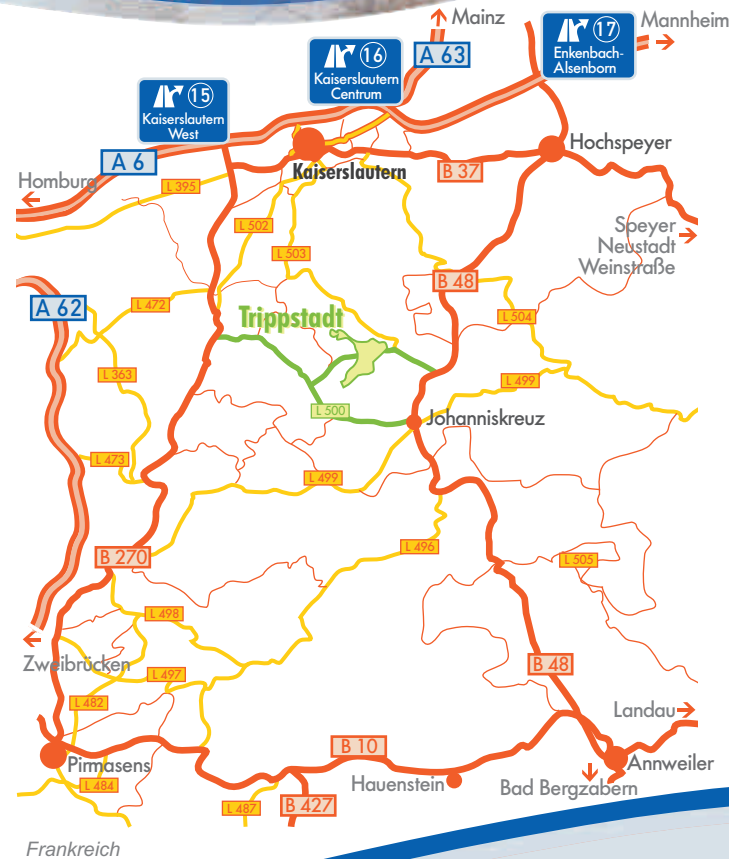 Mainz
Mannheim
17
Enkenbach-
Alsenborn
16
Kaiserslautern
Centrum
A 63
15
Kaiserslautern
West
A 6
Kaiserslautern
B 37
Hochspeyer
Homburg
L 395
L 502
L 503
Speyer
Neustadt
Weinstraße
B 48
A 62
L 472
Trippstadt
L 504
L 363
L 499
L 500
Johanniskreuz
L 473
L 499
B 270
L 496
L 505
L 498
Zweibrücken
L 497
B 48
L 482
Landau
B 10
Pirmasens
Annweiler
L 484
Hauenstein
Bad Bergzabern
L 487
B 427
Frankreich